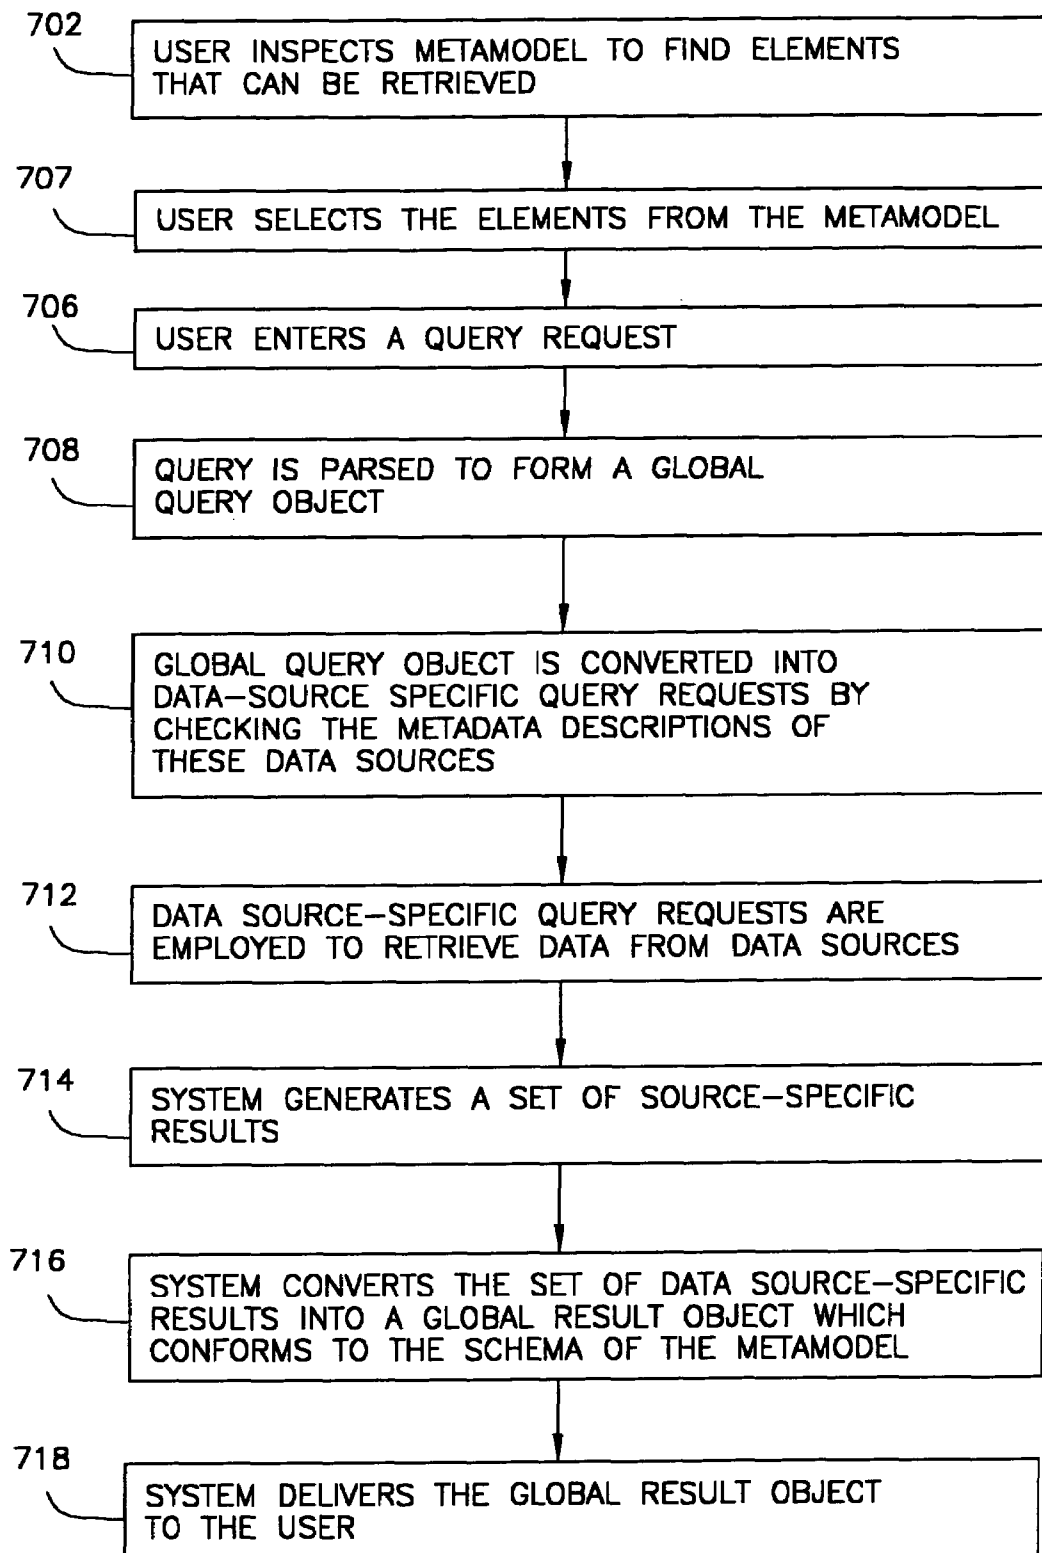 702
USER INSPECTS METAMODEL TO FIND ELEMENTS
THAT CAN BE RETRIEVED
707
USER SELECTS THE ELEMENTS FROM THE METAMODEL
706
USER ENTERS A QUERY REQUEST
708
QUERY IS PARSED TO FORM A GLOBAL
QUERY OBJECT
710
GLOBAL QUERY OBJECT IS CONVERTED INTO
DATA-SOURCE SPECIFIC QUERY REQUESTS BY
CHECKING THE METADATA DESCRIPTIONS OF
THESE DATA SOURCES
712
DATA SOURCE-SPECIFIC QUERY REQUESTS ARE
EMPLOYED TO RETRIEVE DATA FROM DATA SOURCES
714
SYSTEM GENERATES A SET OF SOURCE-SPECIFIC
RESULTS
716
SYSTEM CONVERTS THE SET OF DATA SOURCE-SPECIFIC
RESULTS INTO A GLOBAL RESULT OBJECT WHICH
CONFORMS TO THE SCHEMA OF THE METAMODEL
718
SYSTEM DELIVERS THE GLOBAL RESULT OBJECT
TO THE USER